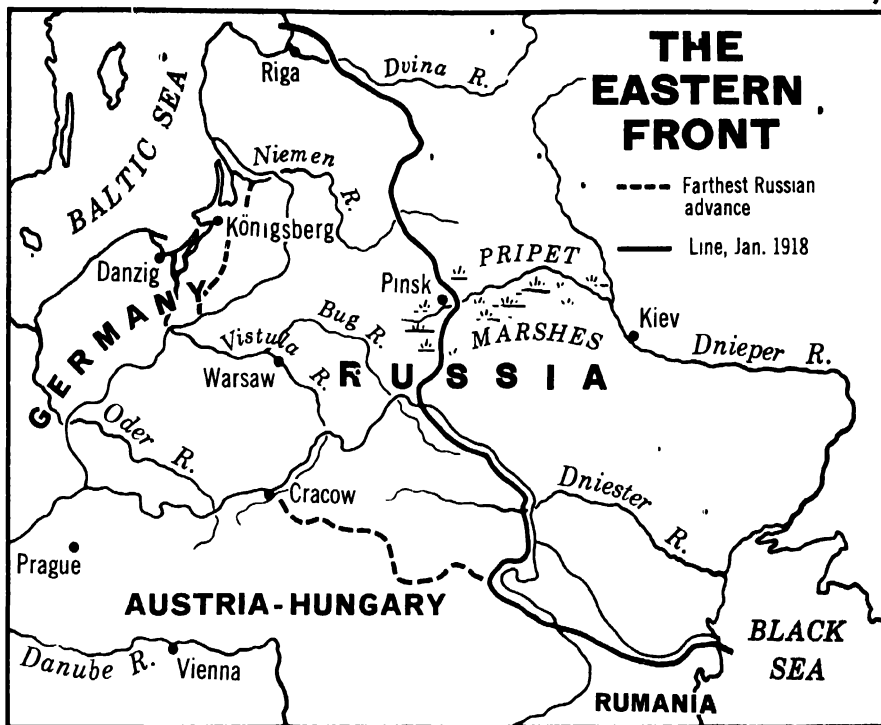 THE
EASTERN
FRONT
Farthest Russian
advance
Line, Jan. 1918
Riga
Dvina R.
BALTIC SEA
Niemen R.
Königsberg
Danzig
GERMANY
Pinsk
PRIPET
MARSHES
Kiev
Dnieper R.
Bug R.
Vistula R.
Warsaw
RUSSIA
Oder R.
Cracow
Dniester R.
Prague
AUSTRIA-HUNGARY
BLACK
SEA
Danube R.
Vienna
RUMANIA